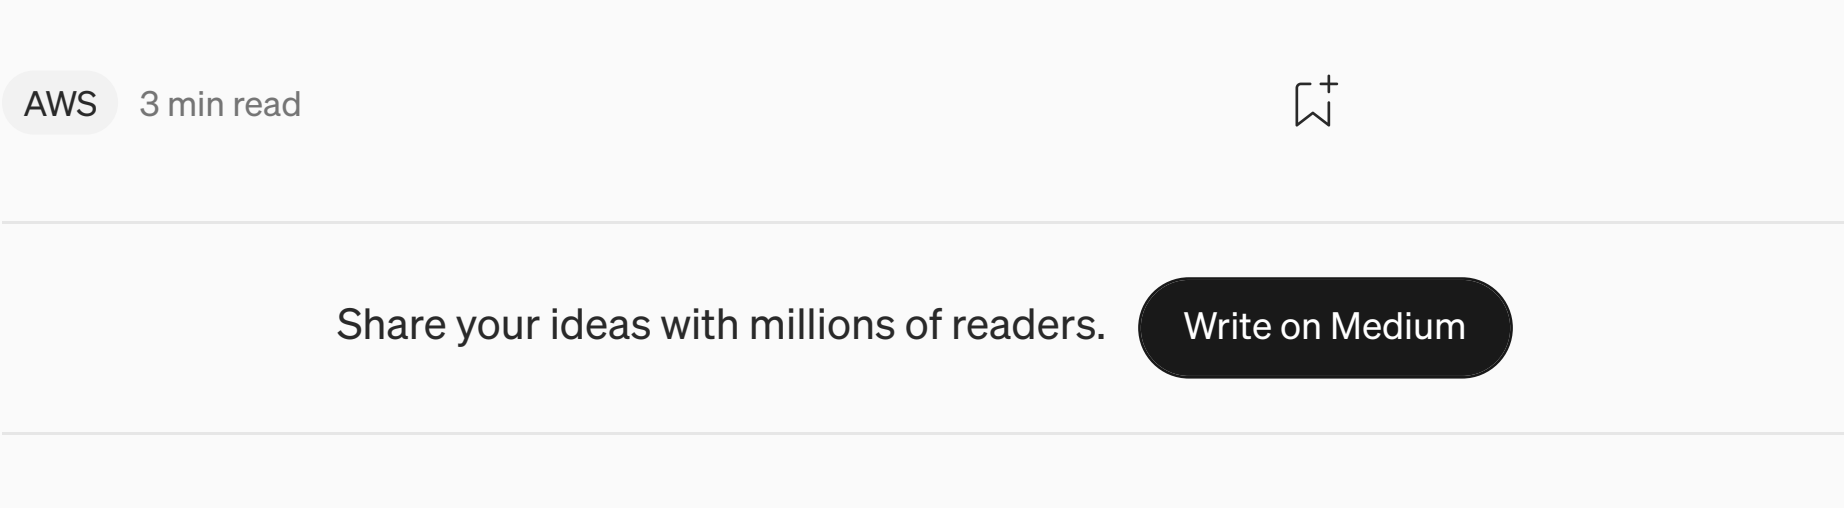 AWS 3 min read
Share your ideas with millions of readers. Write on Medium